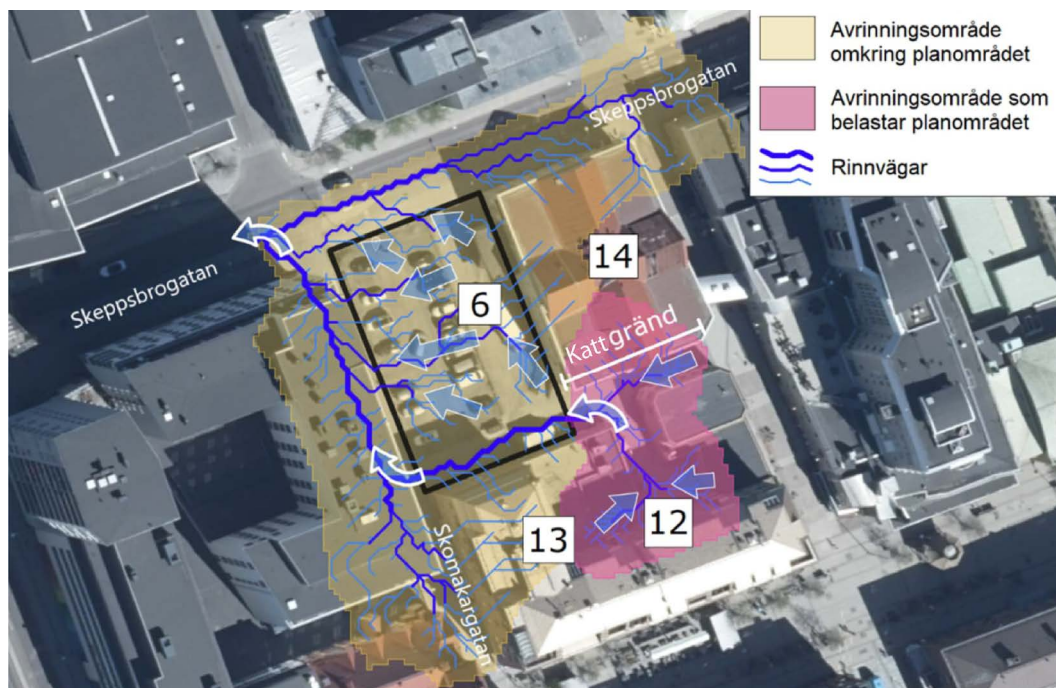 Avrinningsområde
omkring planområdet
Avrinningsområde som
belastar planområdet
Rinnvägar
Skeppsbrogatan
14
Skeppsbrogatan
6
Kattgränd
13
12
Skomakargatan